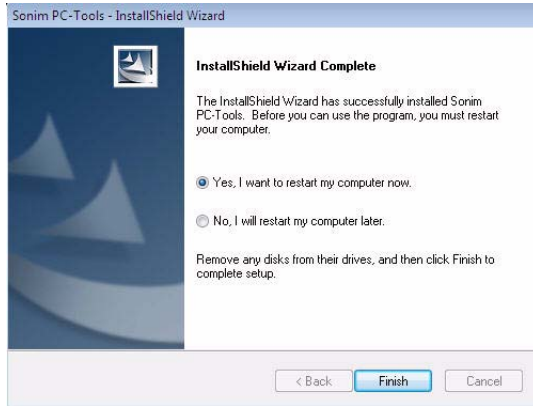 Sonim PC-Tools - InstallShield Wizard
InstallShield Wizard Complete
The InstallShield Wizard has successfully installed Sonim
PC-Tools. Before you can use the program, you must restart
your computer.
Yes, I want to restart my computer now.
No, I will restart my computer later.
Remove any disks from their drives, and then click Finish to
complete setup.
< Back Finish Cancel